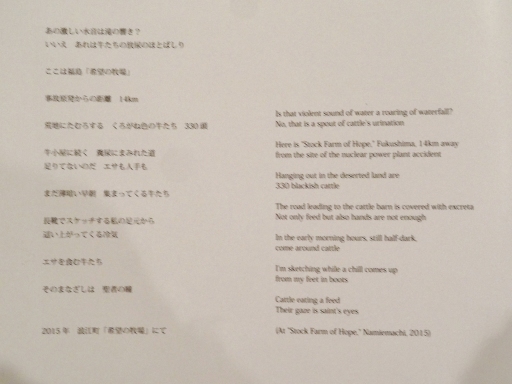 あの激しい水音は滝の響き？
いいえ　あれは牛たちの放尿のほとばしり
ここは福島「希望の牧場」
事故原発からの距離　14km
荒地にたむろする　くろがね色の牛たち　330頭
牛小屋に続く　糞尿にまみれた道
足りてないのだ　エサも人手も
まだ薄暗い早朝　集まってくる牛たち
長靴でスケッチする私の足元から
這い上がってくる冷気
エサを食む牛たち
そのまなざしは　聖者の瞳
2015年　浪江町「希望の牧場」にて
Is that violent sound of water a roaring of waterfall?
No, that is a spout of cattle's urination
Here is "Stock Farm of Hope," Fukushima, 14km away
from the site of the nuclear power plant accident
Hanging out in the deserted land are
330 blackish cattle
The road leading to the cattle barn is covered with excreta
Not only feed but also hands are not enough
In the early morning hours, still half-dark,
come around cattle
I'm sketching while a chill comes up
from my feet in boots
Cattle eating a feed
Their gaze is saint's eyes
(At "Stock Farm of Hope," Namiemachi, 2015)